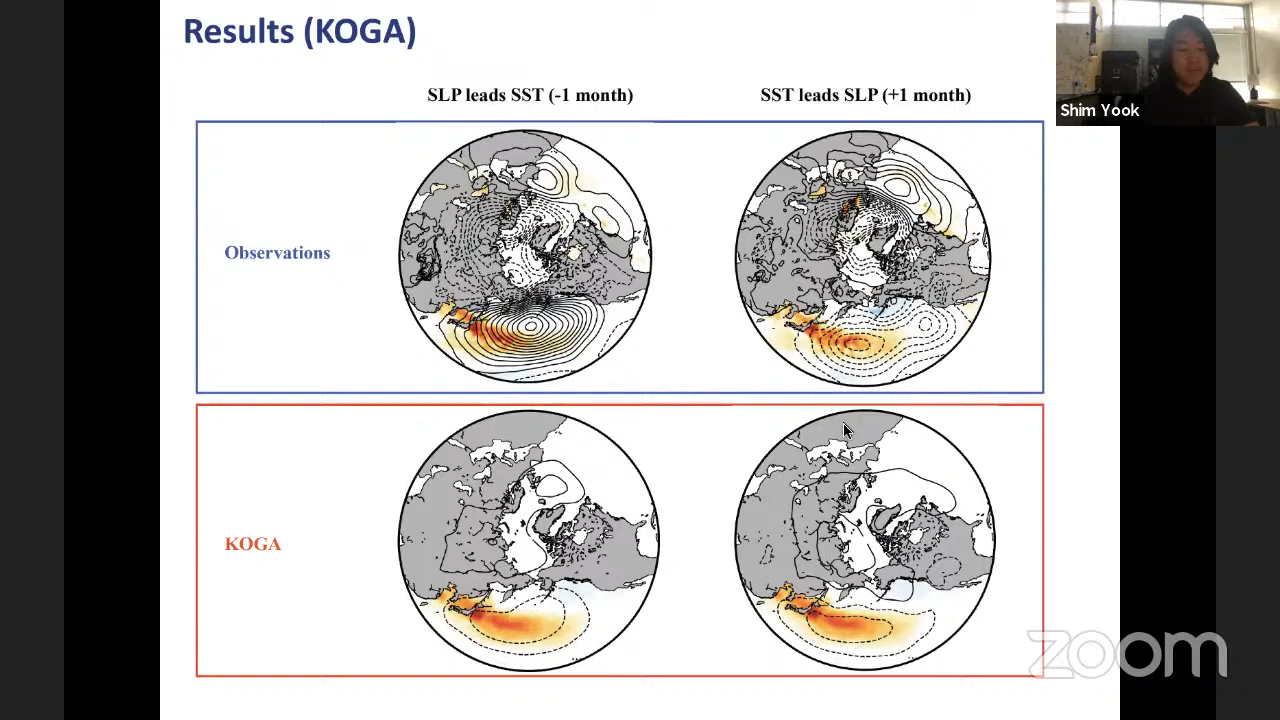 Results (KOGA)
Shim Yook
SLP leads SST (-1 month)
SST leads SLP (+1 month)
Observations
KOGA
zoom